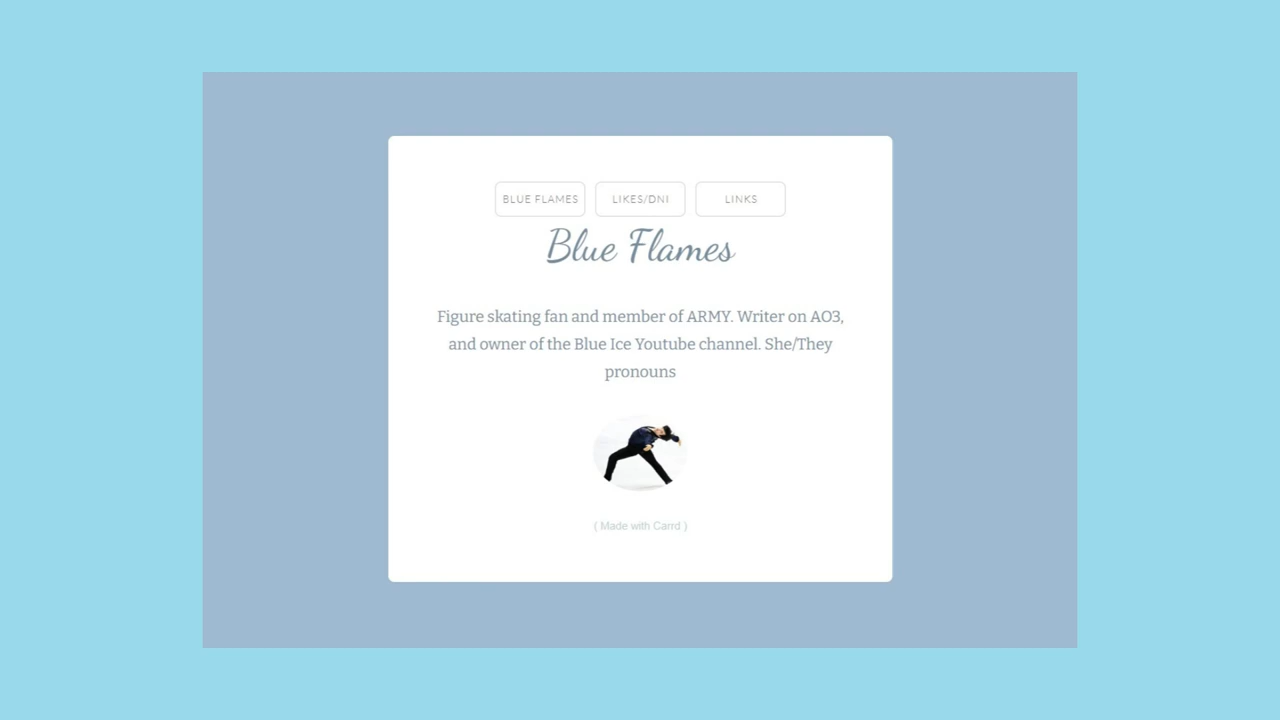 BLUE FLAMES LIKES/DNI LINKS
Blue Flames
Figure skating fan and member of ARMY. Writer on AO3,
and owner of the Blue Ice Youtube channel. She/They
pronouns
( Made with Carrd )